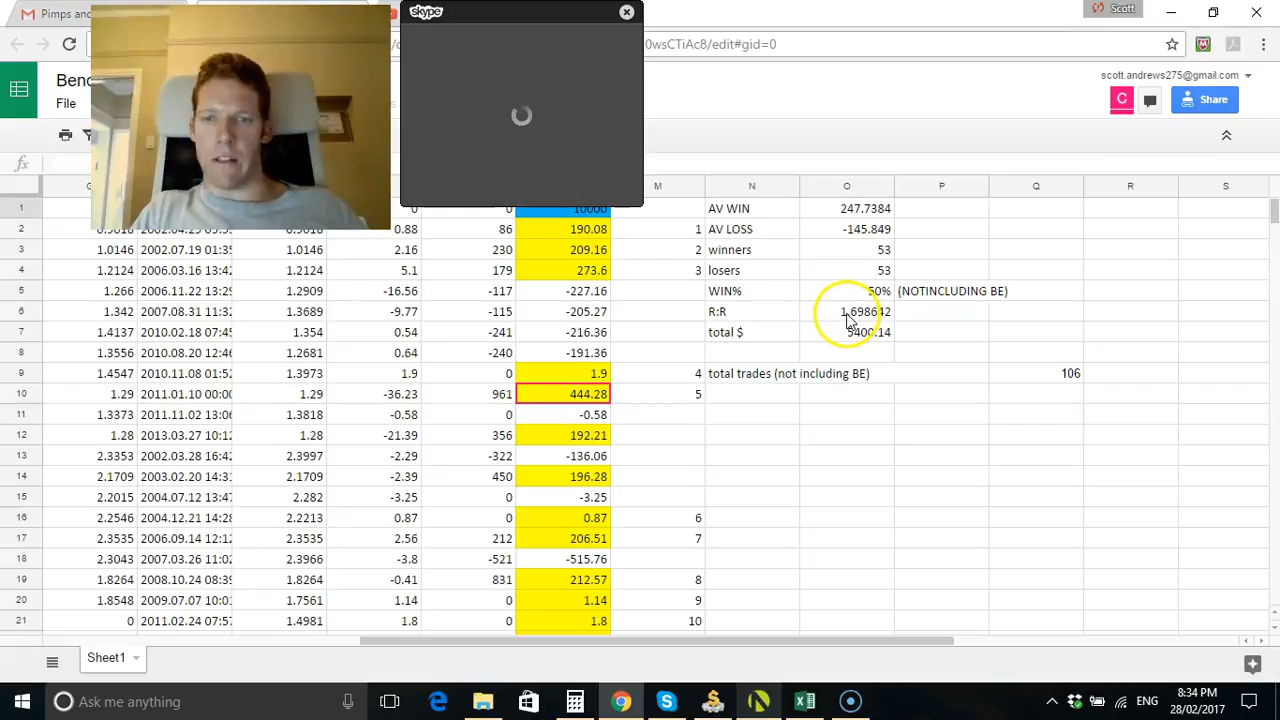 Pimps and
skype
Scott
0wsCTiAc8/edit#gid=0
Ben
File
scott.andrews275@gmail.com
C
Share
fx
M N O P Q R S
1 0 0 10000 AV WIN 247.7384
2 0.88 86 190.08 1 AV LOSS -145.849
3 1.0146 2002.07.19 01:35 1.0146 2.16 230 209.16 2 winners 53
4 1.2124 2006.03.16 13:42 1.2124 5.1 179 273.6 3 losers 53
5 1.266 2006.11.22 13:29 1.2909 -16.56 -117 -227.16 WIN% 50% (NOTINCLUDING BE)
6 1.342 2007.08.31 11:32 1.3689 -9.77 -115 -205.27 R:R 1.698642
7 1.4137 2010.02.18 07:45 1.354 0.54 -241 -216.36 total $ 5400.14
8 1.3556 2010.08.20 12:46 1.2681 0.64 -240 -191.36
9 1.4547 2010.11.08 01:52 1.3973 1.9 0 1.9 4 total trades (not including BE) 106
10 1.29 2011.01.10 00:00 1.29 -36.23 961 444.28 5
11 1.3373 2011.11.02 13:06 1.3818 -0.58 0 -0.58
12 1.28 2013.03.27 10:12 1.28 -21.39 356 192.21
13 2.3353 2002.03.28 16:42 2.3997 -2.29 -322 -136.06
14 2.1709 2003.02.20 14:31 2.1709 -2.39 450 196.28
15 2.2015 2004.07.12 13:47 2.282 -3.25 0 -3.25
16 2.2546 2004.12.21 14:28 2.2213 0.87 0 0.87 6
17 2.3535 2006.09.14 12:12 2.3535 2.56 212 206.51 7
18 2.3043 2007.03.26 11:02 2.3966 -3.8 -521 -515.76
19 1.8264 2008.10.24 08:39 1.8264 -0.41 831 212.57 8
20 1.8548 2009.07.07 10:01 1.7561 1.14 0 1.14 9
21 0 2011.02.24 07:57 1.4981 1.8 0 1.8 10
Sheet1
Ask me anything
ENG
8:34 PM
28/02/2017